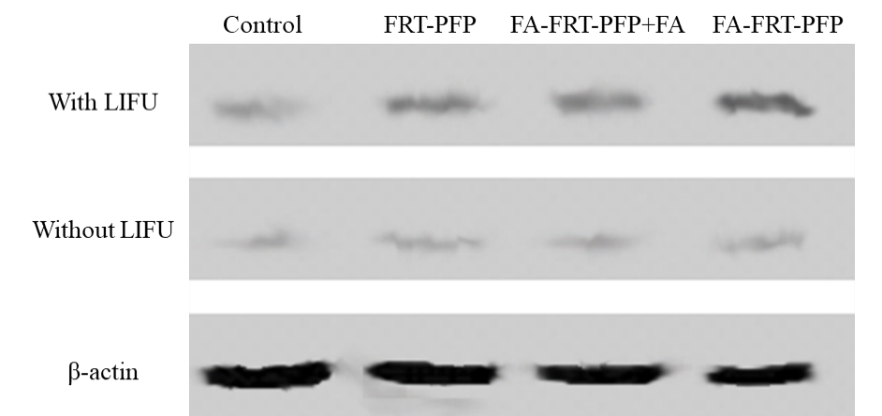 Control FRT-PFP FA-FRT-PFP+FA FA-FRT-PFP
With LIFU
Without LIFU
β-actin